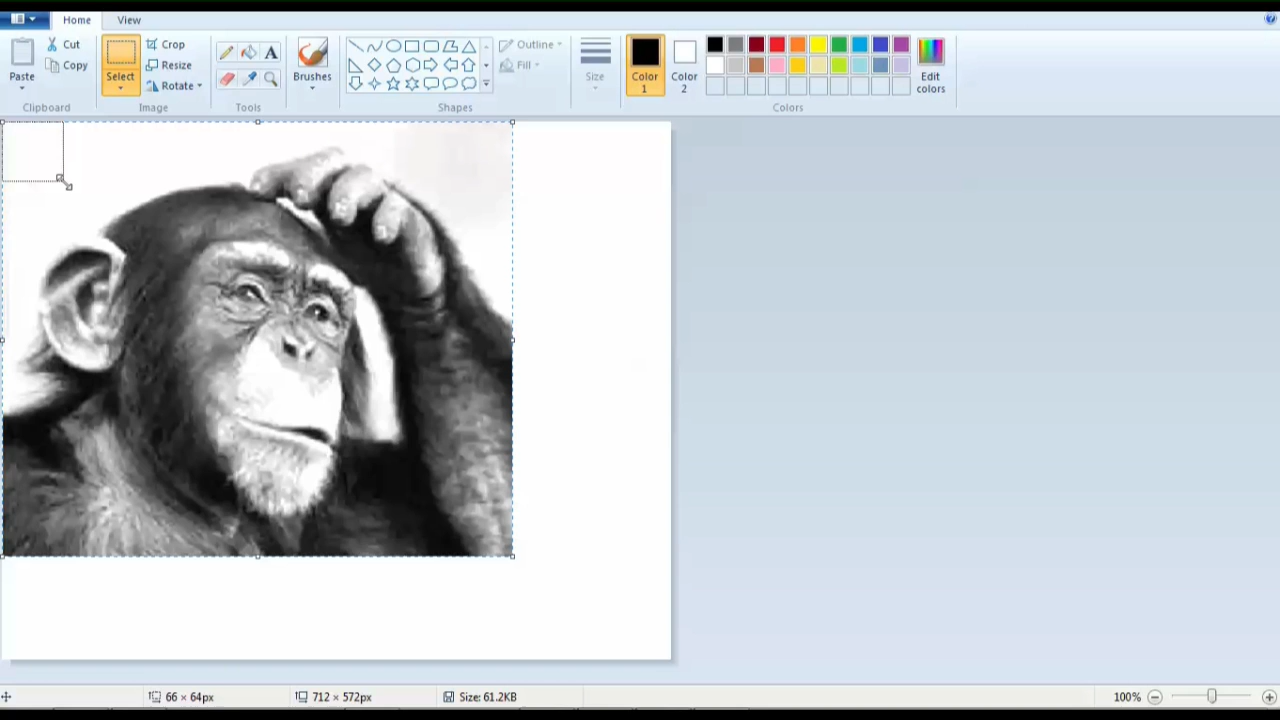 Home View
Cut
Copy
Paste
Clipboard
Select
Crop
Resize
Rotate
Image
A
Tools
Brushes
Outline
Fill
Shapes
Size
Color 1
Color 2
Edit colors
Colors
66 × 64px
712 × 572px
Size: 61.2KB
100%